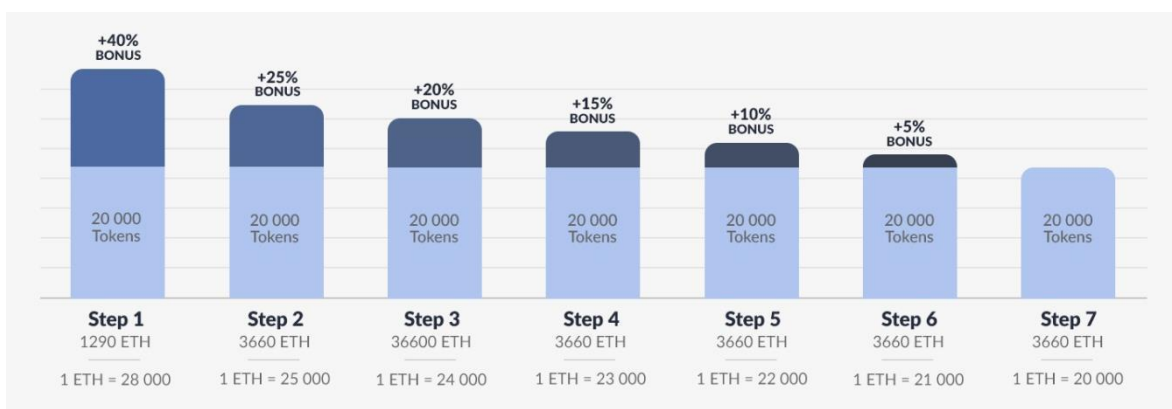 +40%
BONUS
+25%
BONUS
+20%
BONUS
+15%
BONUS
+10%
BONUS
+5%
BONUS
20 000
Tokens
20 000
Tokens
20 000
Tokens
20 000
Tokens
20 000
Tokens
20 000
Tokens
20 000
Tokens
Step 1
1290 ETH
1 ETH = 28 000
Step 2
3660 ETH
1 ETH = 25 000
Step 3
36600 ETH
1 ETH = 24 000
Step 4
3660 ETH
1 ETH = 23 000
Step 5
3660 ETH
1 ETH = 22 000
Step 6
3660 ETH
1 ETH = 21 000
Step 7
3660 ETH
1 ETH = 20 000